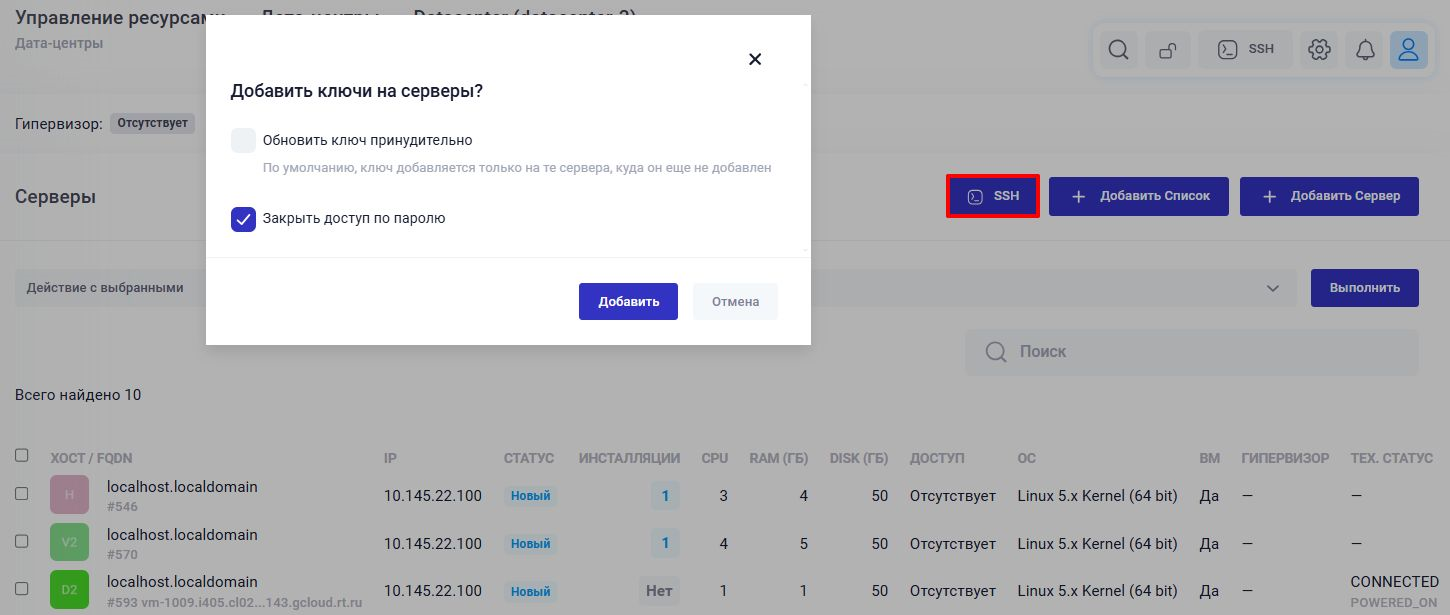 Управление ресурсами Дата-центры Datacenter (datacenter-2)
Дата-центры
SSH
Гипервизор: Отсутствует
Добавить ключи на серверы?
Обновить ключ принудительно
По умолчанию, ключ добавляется только на те сервера, куда он еще не добавлен
Закрыть доступ по паролю
Добавить Отмена
Серверы
SSH Добавить Список Добавить Сервер
Действие с выбранными Выполнить
Поиск
Всего найдено 10
ХОСТ / FQDN IP СТАТУС ИНСТАЛЛЯЦИИ CPU RAM (ГБ) DISK (ГБ) ДОСТУП ОС ВМ ГИПЕРВИЗОР ТЕХ. СТАТУС
H localhost.localdomain 10.145.22.100 Новый 1 3 4 50 Отсутствует Linux 5.x Kernel (64 bit) Да — —
#546
V2 localhost.localdomain 10.145.22.100 Новый 1 4 5 50 Отсутствует Linux 5.x Kernel (64 bit) Да — —
#570
D2 localhost.localdomain 10.145.22.100 Новый Нет 1 1 50 Отсутствует Linux 5.x Kernel (64 bit) Да — CONNECTED
#593 vm-1009.i405.cl02...143.gcloud.rt.ru POWERED_ON